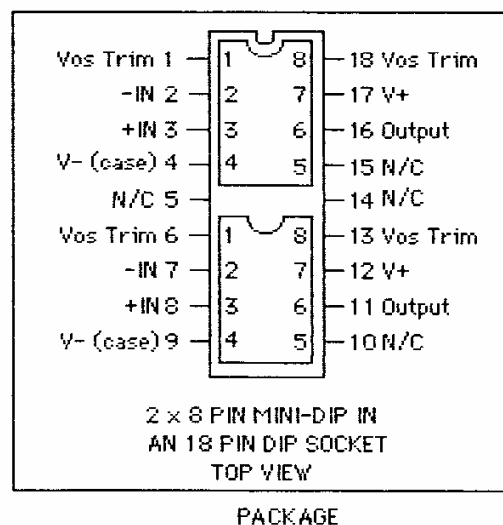 Vos Trim 1 1 8 18 Vos Trim
-IN 2 2 7 17 V+
+IN 3 3 6 16 Output
V- (case) 4 4 5 15 N/C
N/C 5 14 N/C
Vos Trim 6 1 8 13 Vos Trim
-IN 7 2 7 12 V+
+IN 8 3 6 11 Output
V- (case) 9 4 5 10 N/C
2 x 8 PIN MINI-DIP IN
AN 18 PIN DIP SOCKET
TOP VIEW
PACKAGE